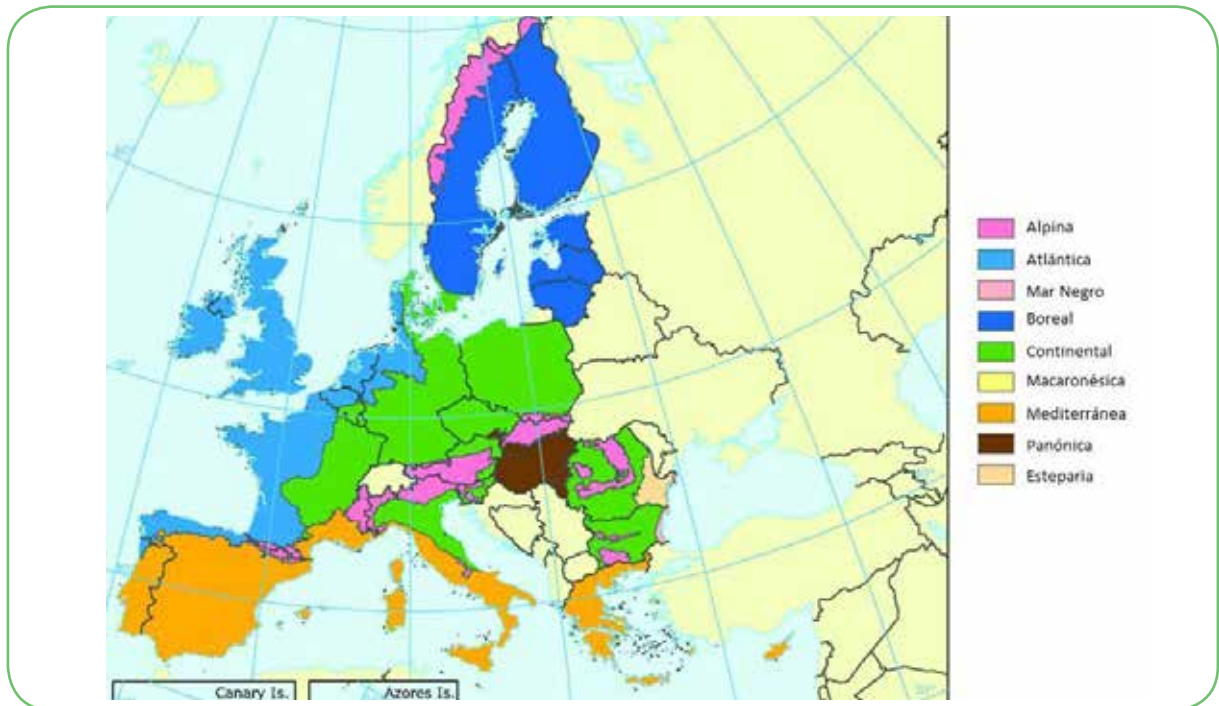 Alpina
Atlántica
Mar Negro
Boreal
Continental
Macaronésica
Mediterránea
Panónica
Esteparia
Canary Is.
Azores Is.